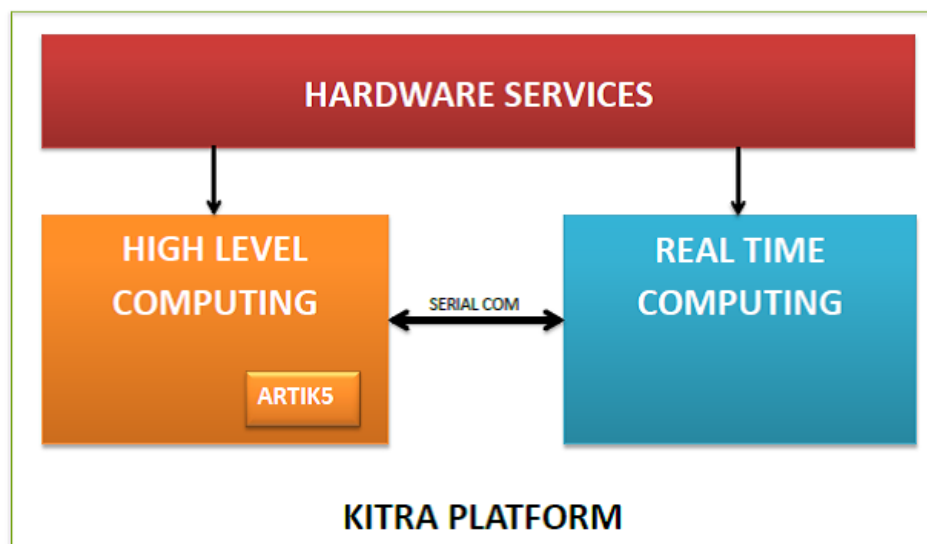 HARDWARE SERVICES
HIGH LEVEL
COMPUTING
ARTIK5
SERIAL COM
REAL TIME
COMPUTING
KITRA PLATFORM